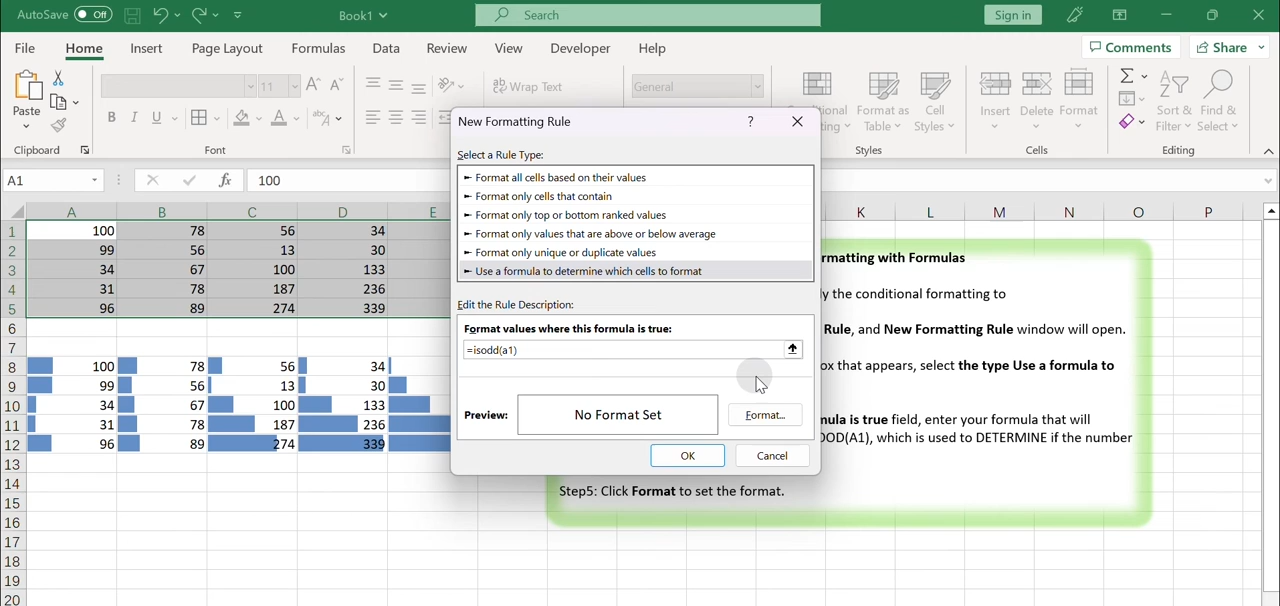 AutoSave Off Book1 Search Sign in
File Home Insert Page Layout Formulas Data Review View Developer Help Comments Share
Paste
Clipboard
11
B I U
Font
ab Wrap Text
General
Format as
Table
Cell
Styles
Styles
Insert Delete Format
Cells
Sort &
Filter
Find &
Select
Editing
A1 fx 100
A B C D E K L M N O P
1 100 78 56 34
2 99 56 13 30
3 34 67 100 133
4 31 78 187 236
5 96 89 274 339
6
7
8 100 78 56 34
9 99 56 13 30
10 34 67 100 133
11 31 78 187 236
12 96 89 274 339
13
14
15
16
17
18
19
20
New Formatting Rule ?
Select a Rule Type:
► Format all cells based on their values
► Format only cells that contain
► Format only top or bottom ranked values
► Format only values that are above or below average
► Format only unique or duplicate values
► Use a formula to determine which cells to format
Edit the Rule Description:
Format values where this formula is true:
=isodd(a1)
Preview: No Format Set Format...
OK Cancel
rmatting with Formulas
y the conditional formatting to
Rule, and New Formatting Rule window will open.
ox that appears, select the type Use a formula to
nula is true field, enter your formula that will
DD(A1), which is used to DETERMINE if the number
Step5: Click Format to set the format.